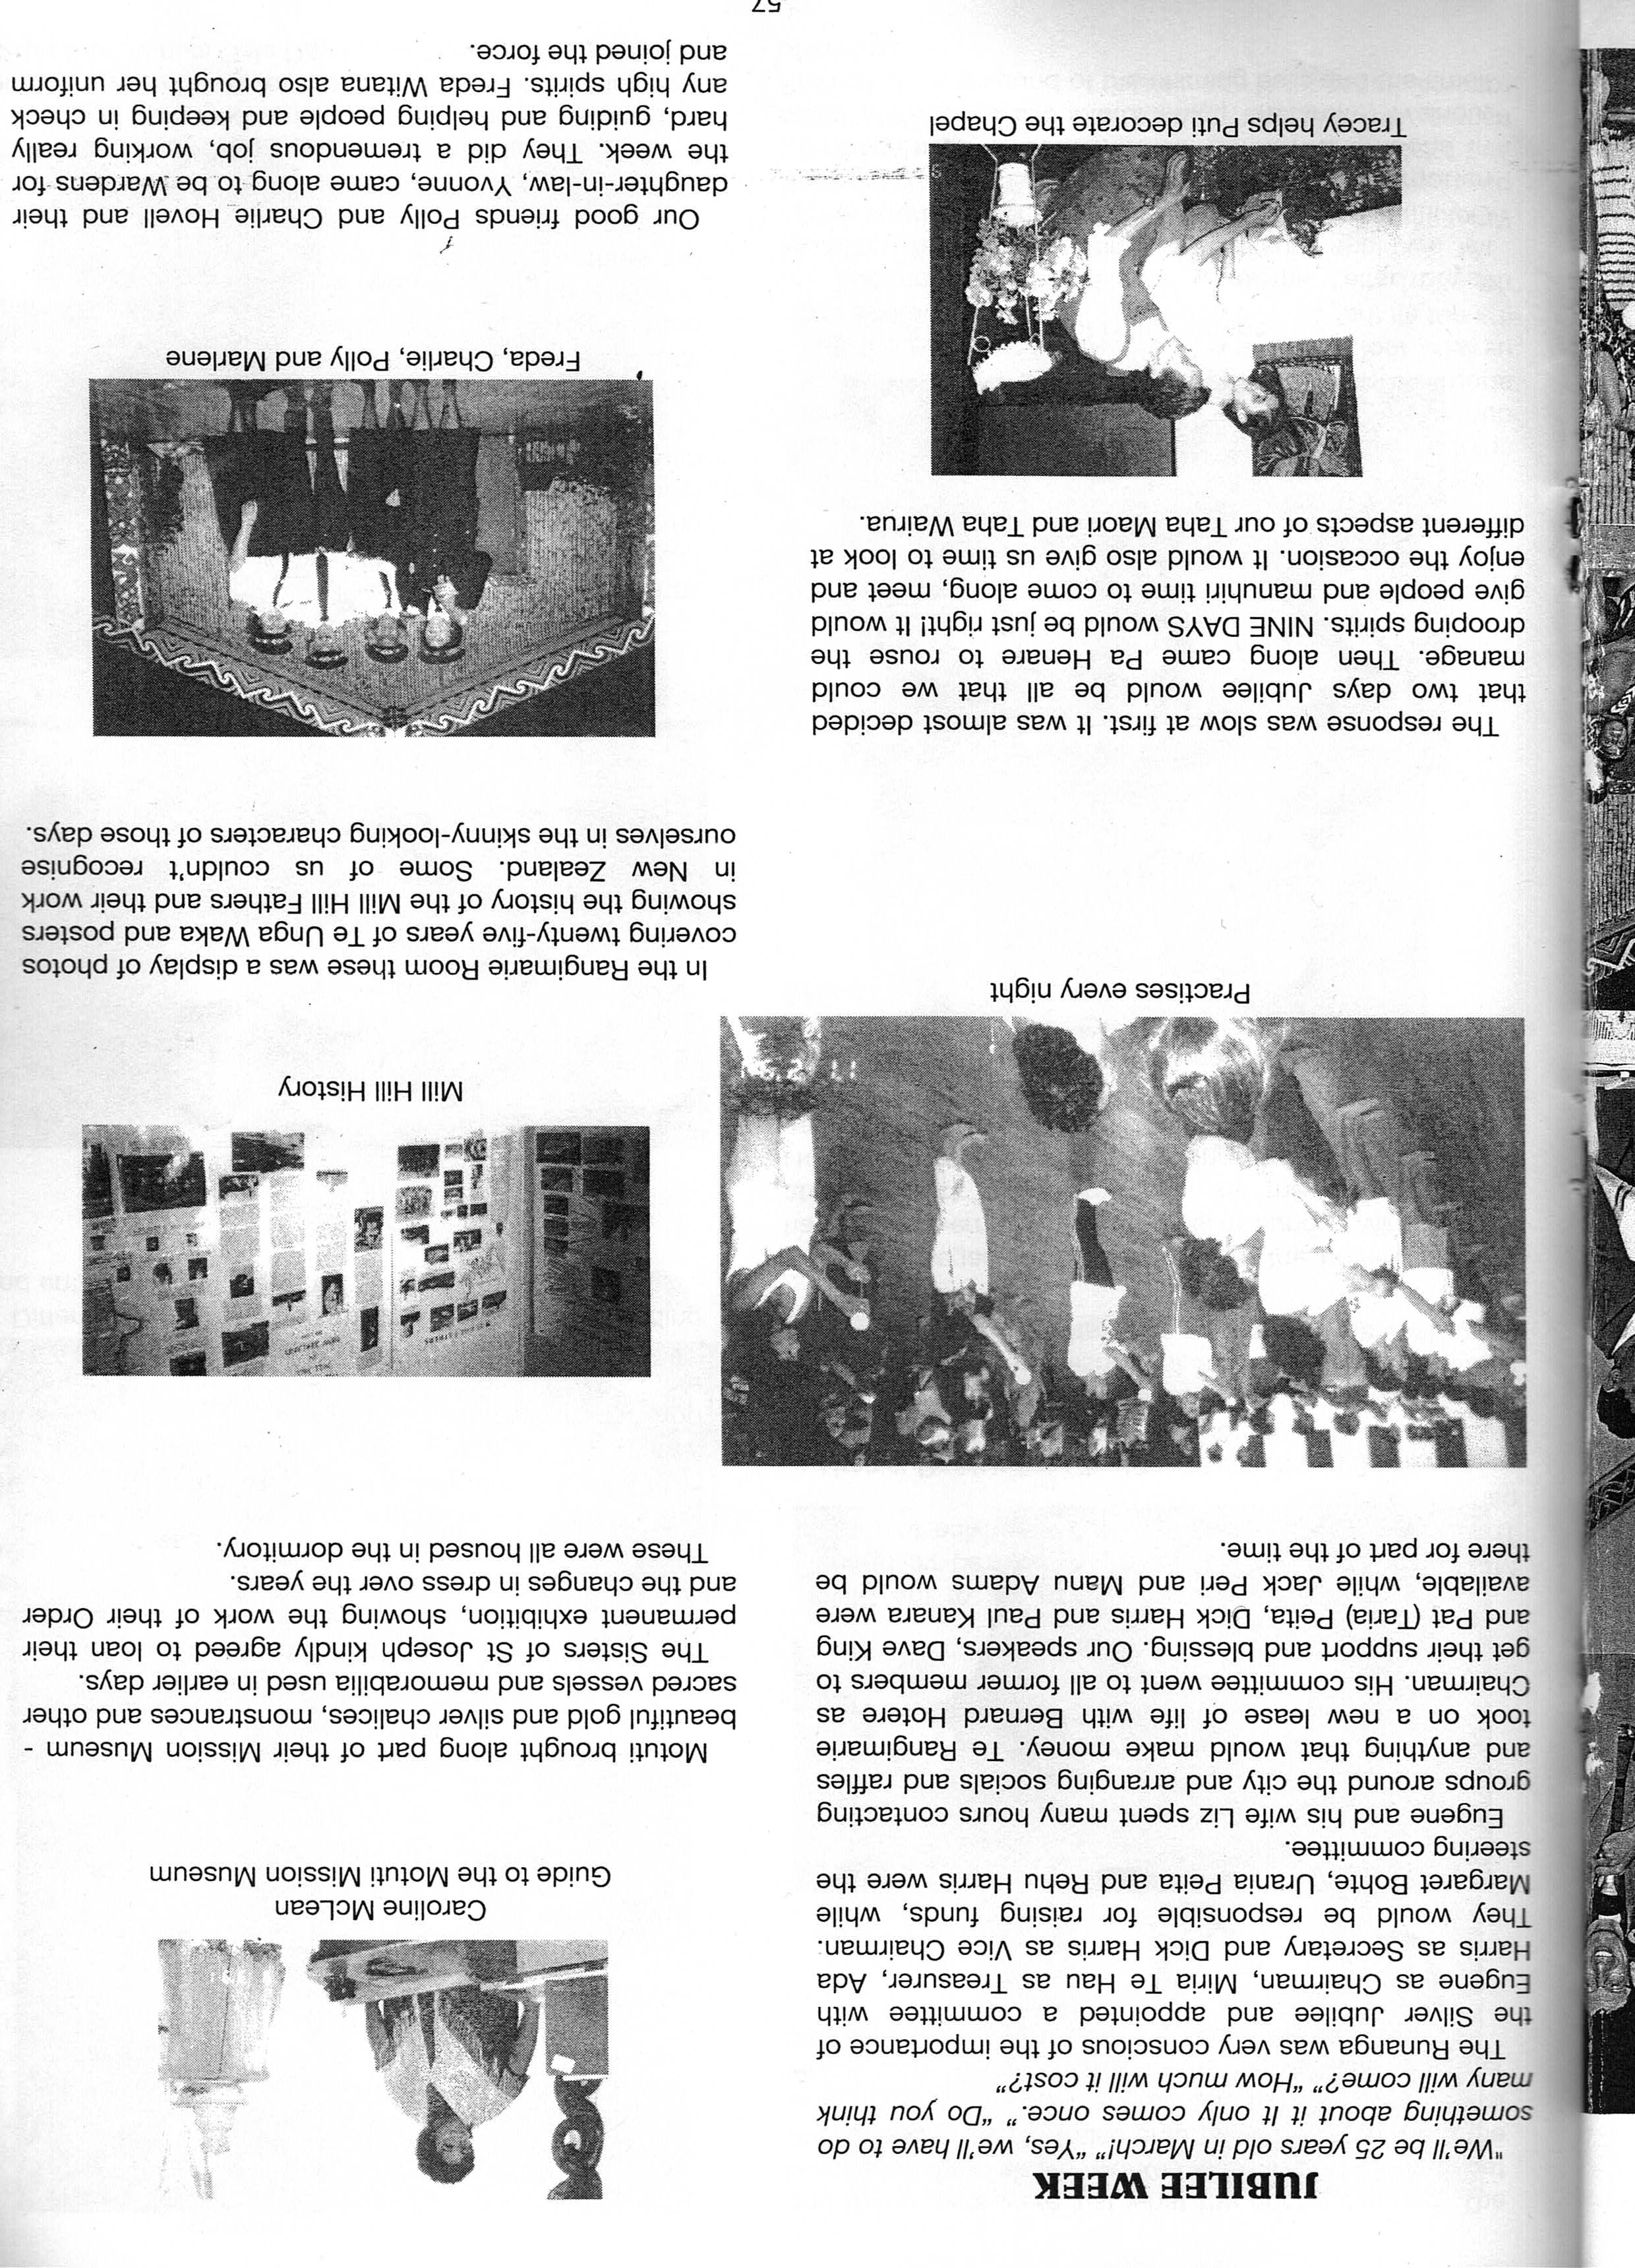 JUBILEE WEEK
"We'll be 25 years old in March!” “Yes, we’ll have to do
something about it It only comes once.” “Do you think
many will come?” “How much will it cost?”
The Runanga was very conscious of the importance of
the Silver Jubilee and appointed a committee with
Eugene as Chairman, Miria Te Hau as Treasurer, Ada
Harris as Secretary and Dick Harris as Vice Chairman.
They would be responsible for raising funds, while
Margaret Bohte, Urania Peita and Rehu Harris were the
steering committee.
Eugene and his wife Liz spent many hours contacting
groups around the city and arranging socials and raffles
and anything that would make money. Te Rangimarie
took on a new lease of life with Bernard Hotere as
Chairman. His committee went to all former members to
get their support and blessing. Our speakers, Dave King
and Pat (Taria) Peita, Dick Harris and Paul Kanara were
available, while Jack Peri and Manu Adams would be
there for part of the time.
17 2'91
Practises every night
The response was slow at first. It was almost decided
that two days Jubilee would be all that we could
manage. Then along came Pa Henare to rouse the
drooping spirits. NINE DAYS would be just right! It would
give people and manuhiri time to come along, meet and
enjoy the occasion. It would also give us time to look at
different aspects of our Taha Maori and Taha Wairua.
Tracey helps Puti decorate the Chapel
Caroline McLean
Guide to the Motuti Mission Museum
Motuti brought along part of their Mission Museum -
beautiful gold and silver chalices, monstrances and other
sacred vessels and memorabilia used in earlier days.
The Sisters of St Joseph kindly agreed to loan their
permanent exhibition, showing the work of their Order
and the changes in dress over the years.
These were all housed in the dormitory.
Mill Hill History
In the Rangimarie Room these was a display of photos
covering twenty-five years of Te Unga Waka and posters
showing the history of the Mill Hill Fathers and their work
in New Zealand. Some of us couldn't recognise
ourselves in the skinny-looking characters of those days.
Freda, Charlie, Polly and Marlene
Our good friends Polly and Charlie Hovell and their
daughter-in-law, Yvonne, came along to be Wardens for
the week. They did a tremendous job, working really
hard, guiding and helping people and keeping in check
any high spirits. Freda Witana also brought her uniform
and joined the force.
57